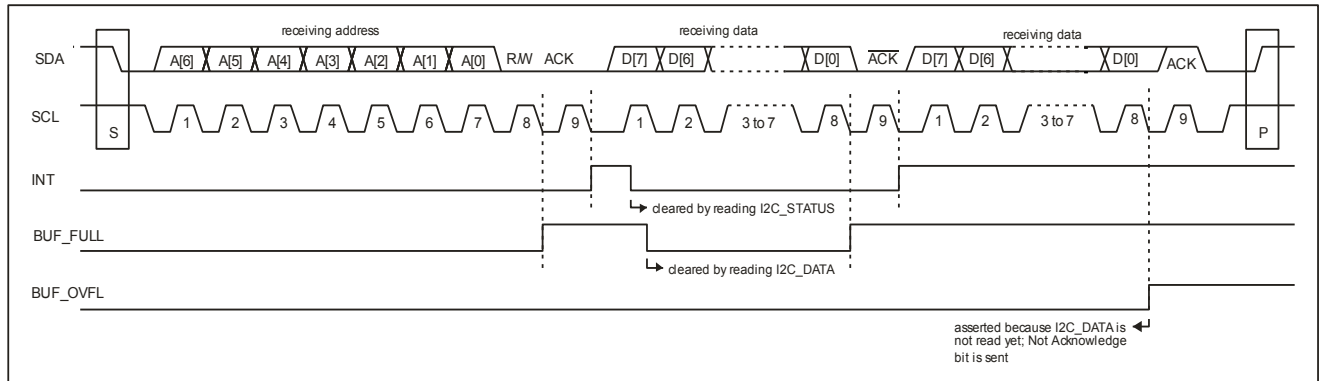 receiving address receiving data receiving data
SDA A[6] A[5] A[4] A[3] A[2] A[1] A[0] R/W ACK D[7] D[6] D[0] A̅C̅K̅ D[7] D[6] D[0] ACK
SCL S 1 2 3 4 5 6 7 8 9 1 2 3 to 7 8 9 1 2 3 to 7 8 9 P
INT
cleared by reading I2C_STATUS
BUF_FULL
cleared by reading I2C_DATA
BUF_OVFL
asserted because I2C_DATA is
not read yet; Not Acknowledge
bit is sent